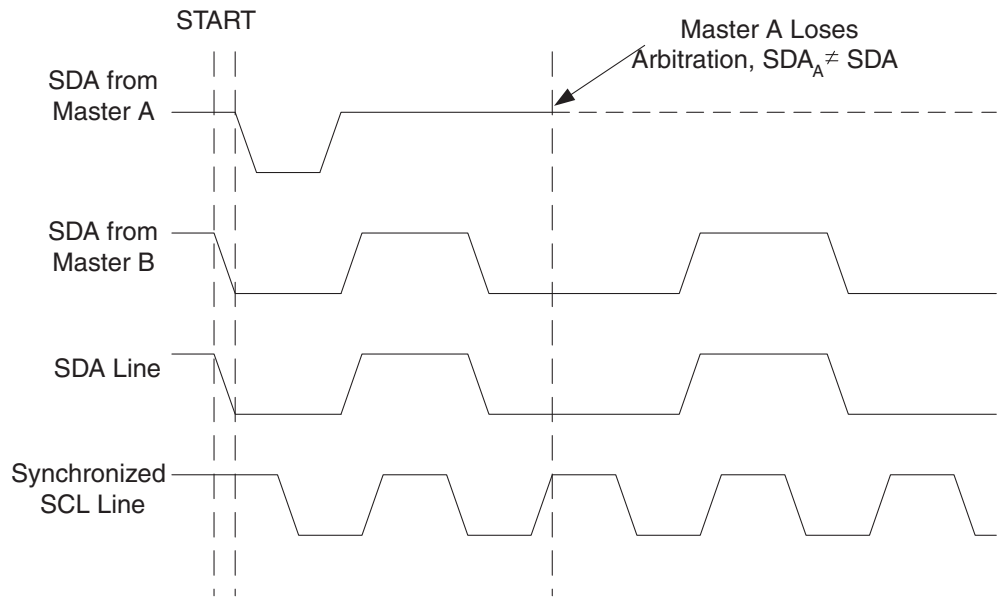 START
Master A Loses
Arbitration, SDA_A ≠ SDA
SDA from
Master A
SDA from
Master B
SDA Line
Synchronized
SCL Line